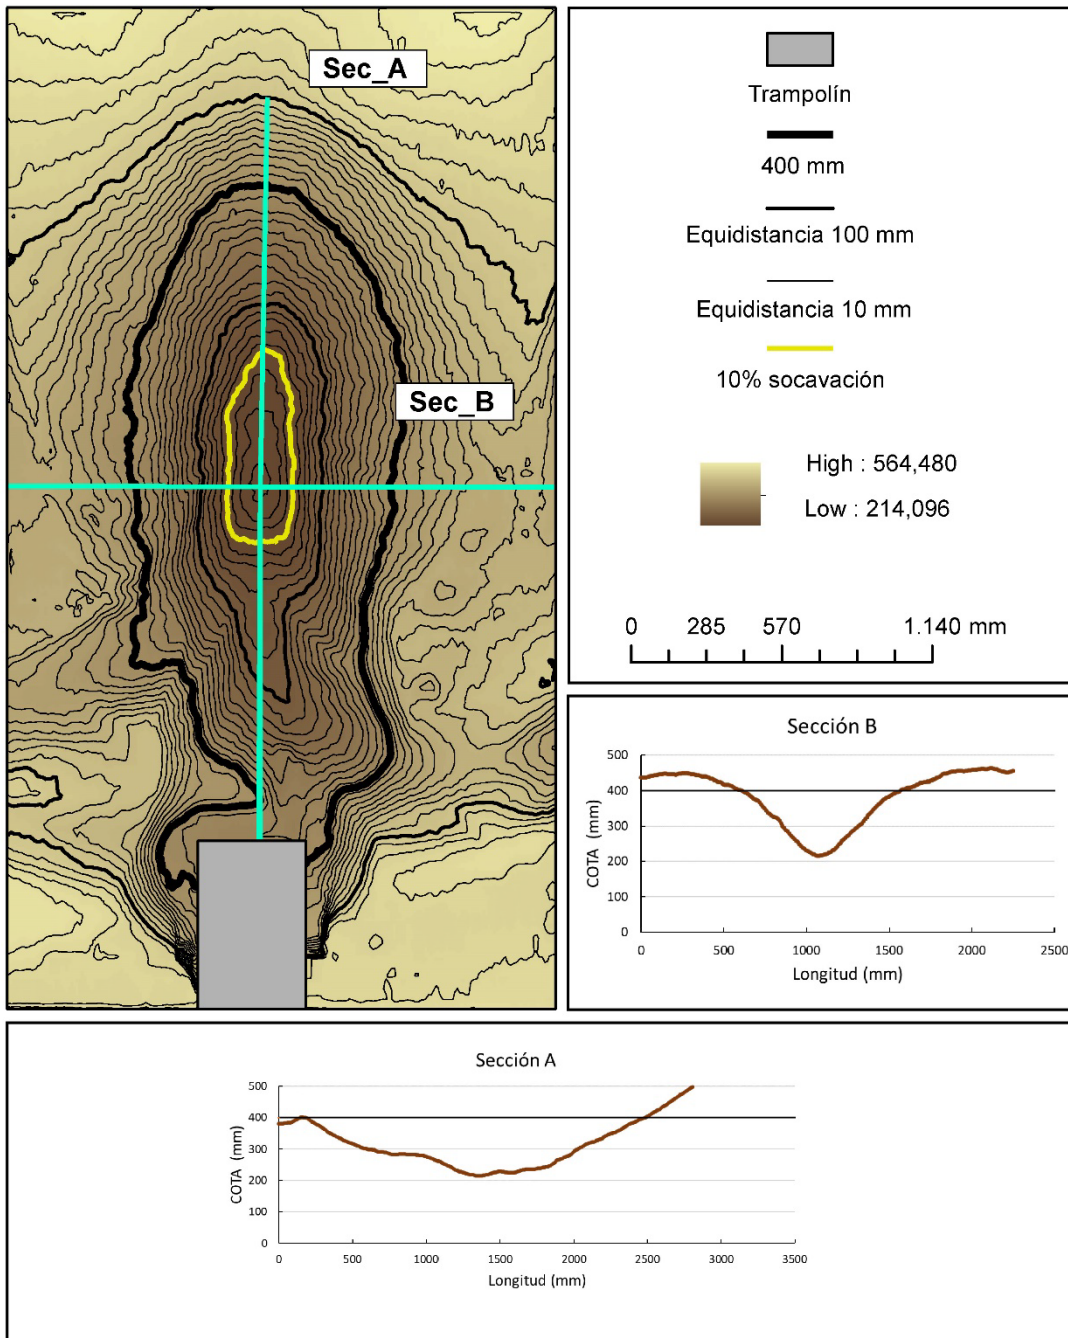 Sec_A
Sec_B
Trampolín
400 mm
Equidistancia 100 mm
Equidistancia 10 mm
10% socavación
High : 564,480
Low : 214,096
0 285 570 1.140 mm
Sección B
500
400
300
200
100
0
COTA (mm)
0 500 1000 1500 2000 2500
Longitud (mm)
Sección A
500
400
300
200
100
0
COTA (mm)
0 500 1000 1500 2000 2500 3000 3500
Longitud (mm)